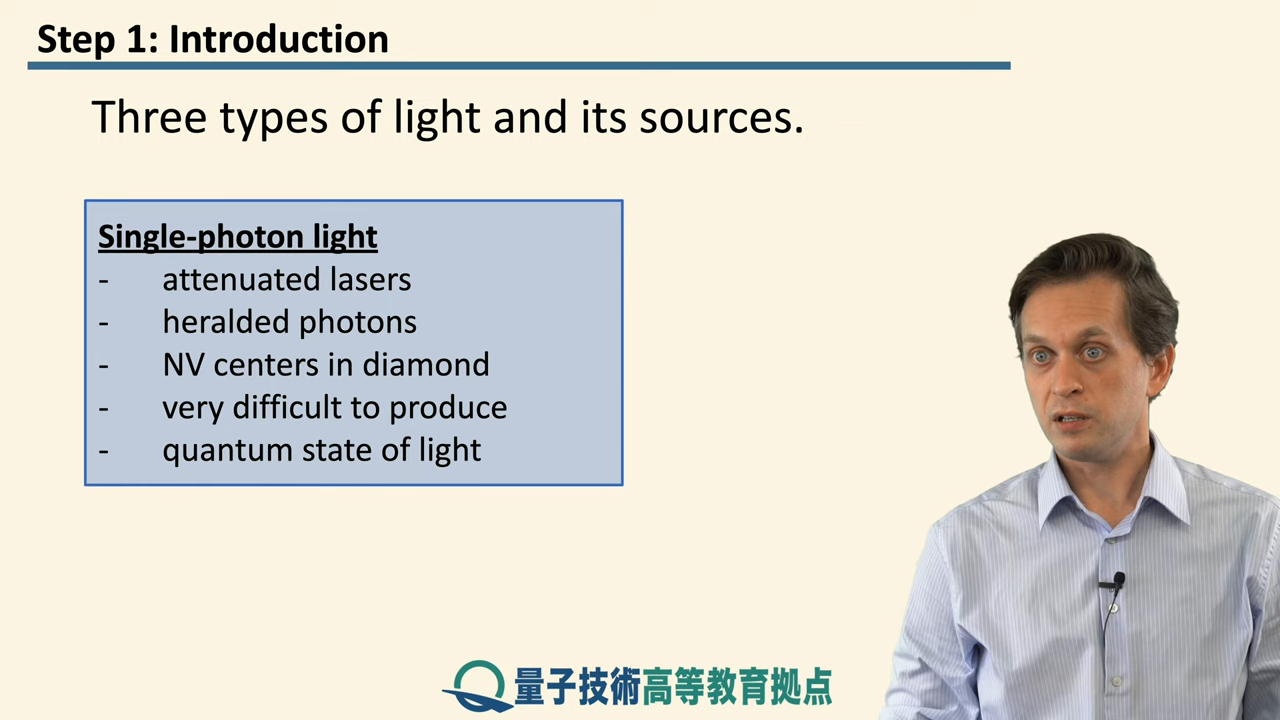 Step 1: Introduction
Three types of light and its sources.
Single-photon light
- attenuated lasers
- heralded photons
- NV centers in diamond
- very difficult to produce
- quantum state of light
量子技術高等教育拠点